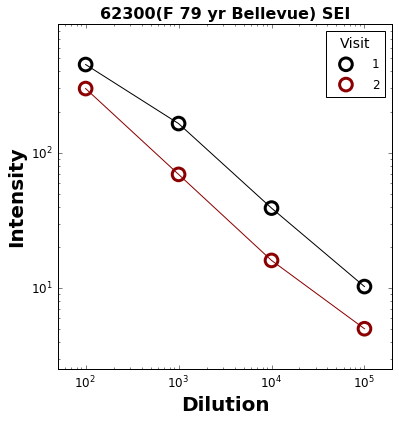 62300(F 79 yr Bellevue) SEI
Visit
1
2
Intensity
10²
10¹
10² 10³ 10⁴ 10⁵
Dilution